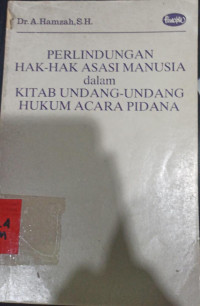 Dr. A. Hamzah, S.H.
PERLINDUNGAN
HAK-HAK ASASI MANUSIA
dalam
KITAB UNDANG-UNDANG
HUKUM ACARA PIDANA